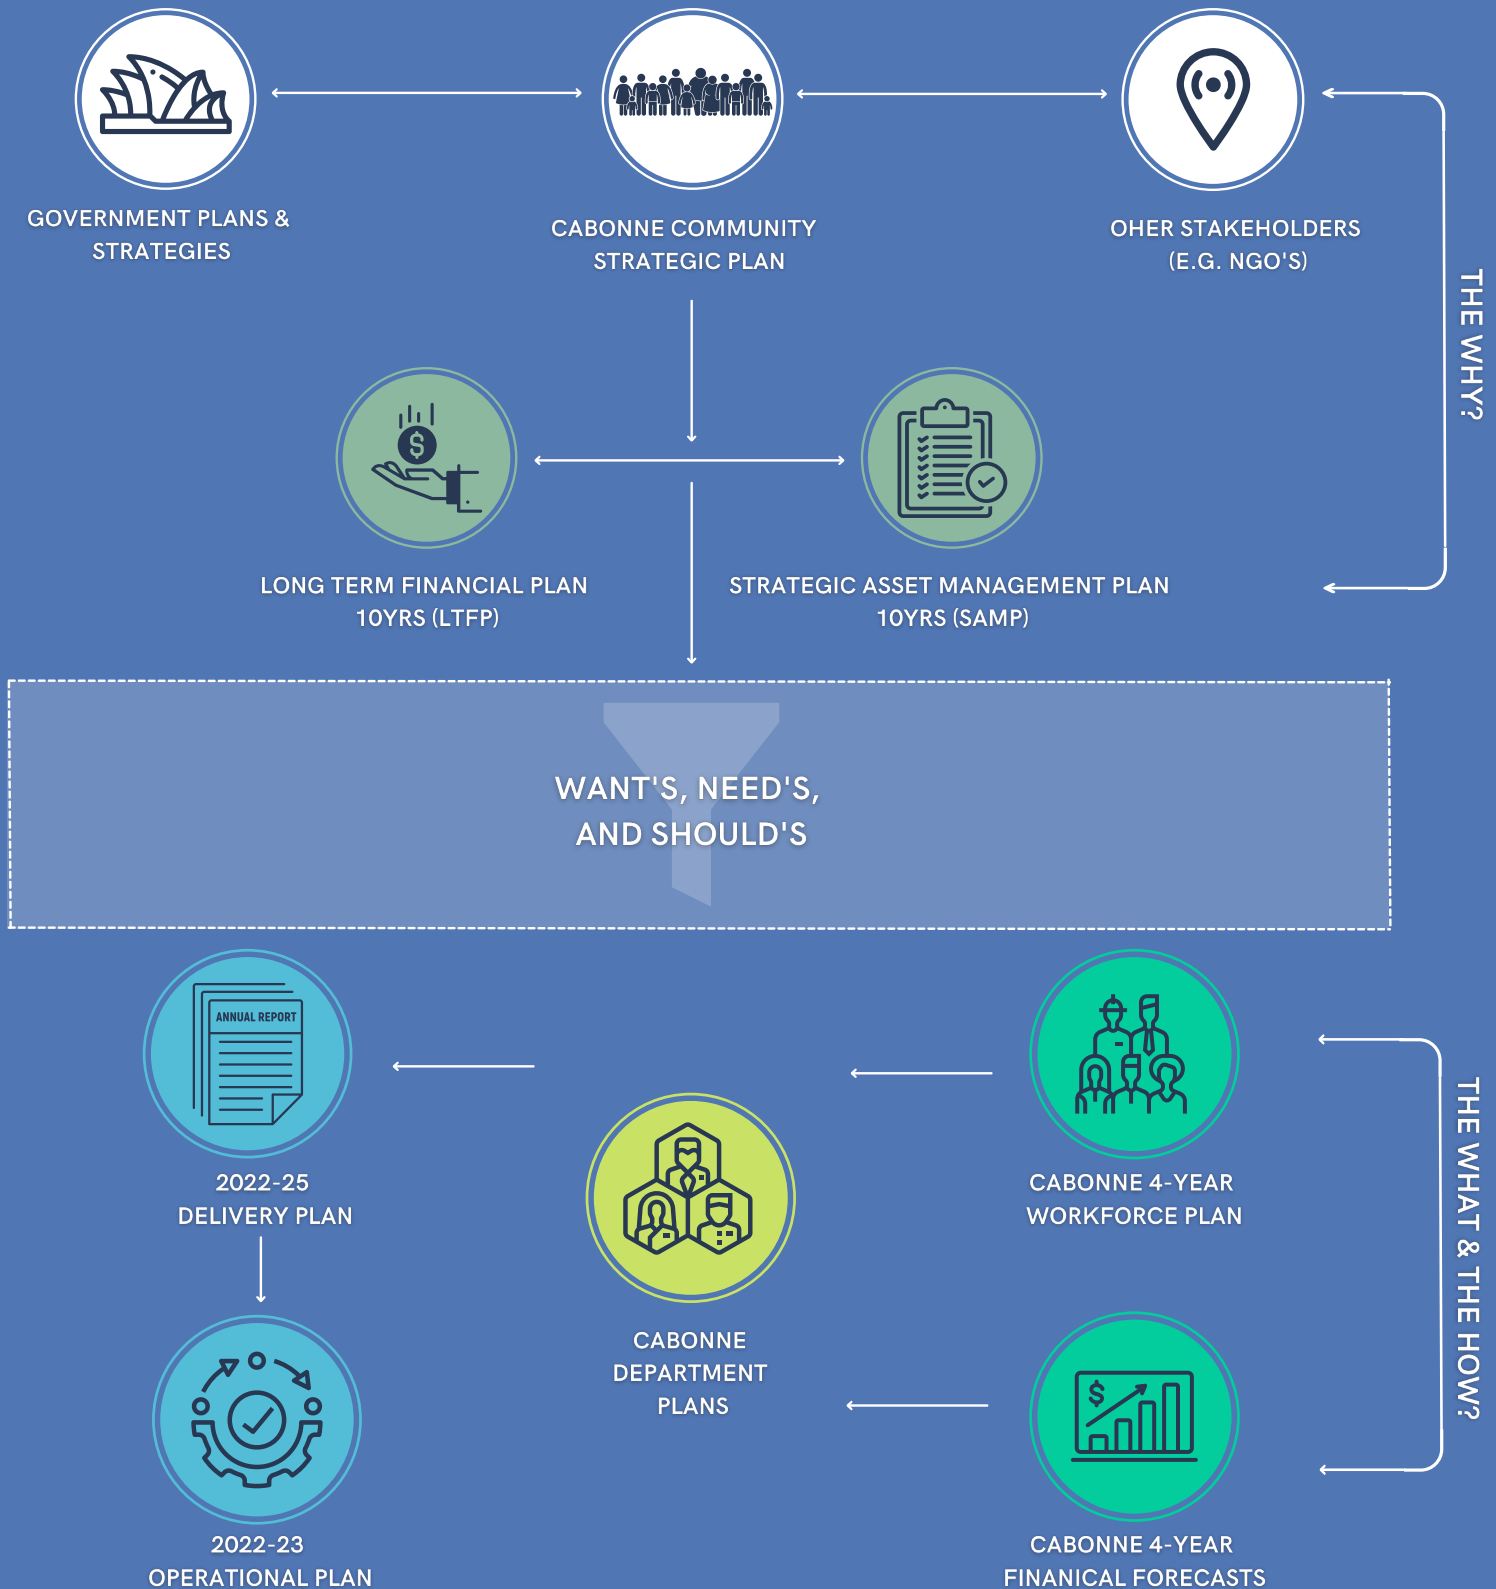 GOVERNMENT PLANS &
STRATEGIES
CABONNE COMMUNITY
STRATEGIC PLAN
OHER STAKEHOLDERS
(E.G. NGO'S)
THE WHY?
$
LONG TERM FINANCIAL PLAN
10YRS (LTFP)
STRATEGIC ASSET MANAGEMENT PLAN
10YRS (SAMP)
WANT'S, NEED'S,
AND SHOULD'S
ANNUAL REPORT
2022-25
DELIVERY PLAN
CABONNE 4-YEAR
WORKFORCE PLAN
THE WHAT & THE HOW?
CABONNE
DEPARTMENT
PLANS
$
2022-23
OPERATIONAL PLAN
CABONNE 4-YEAR
FINANICAL FORECASTS